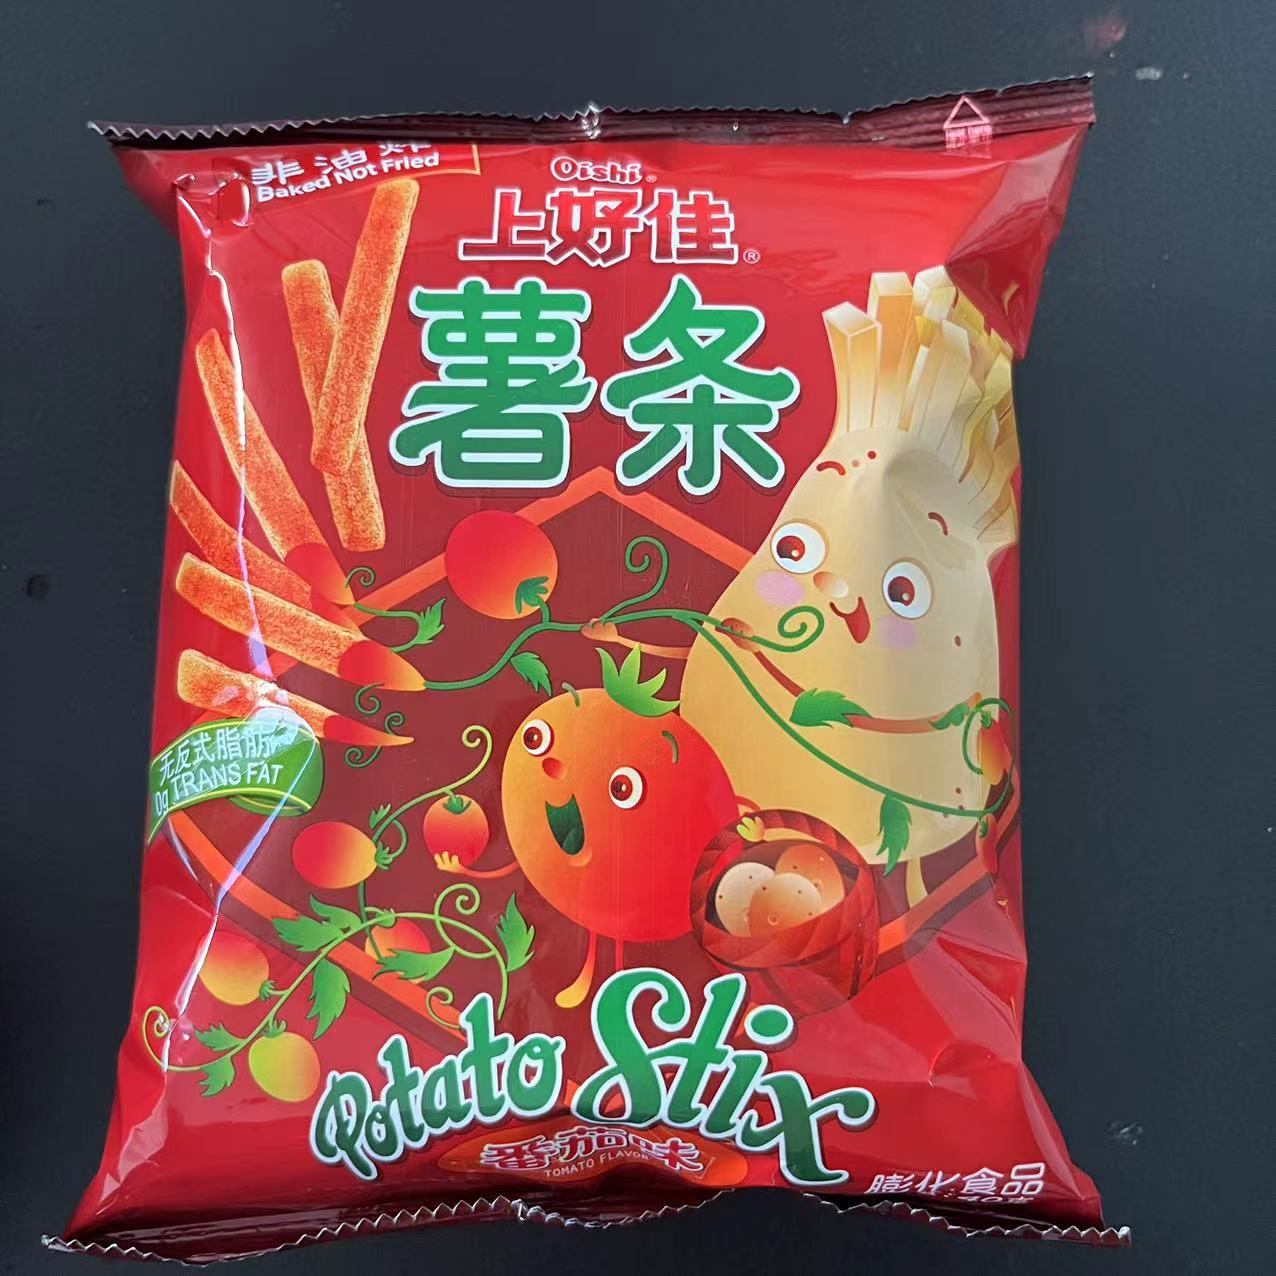 非油炸
Baked Not Fried
Oishi®
上好佳®
薯条
无反式脂肪
0g TRANS FAT
Potato Stix
番茄味
TOMATO FLAVOR
膨化食品